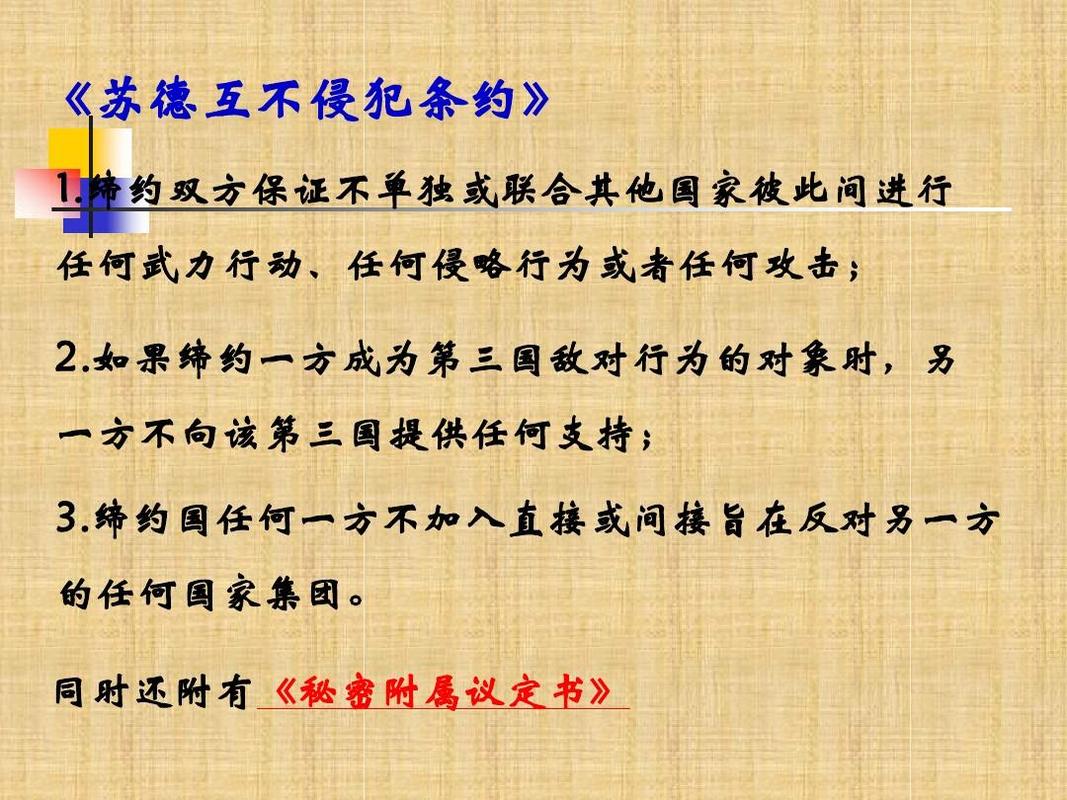 《苏德互不侵犯条约》
1.缔约双方保证不单独或联合其他国家彼此间进行
任何武力行动、任何侵略行为或者任何攻击；
2.如果缔约一方成为第三国敌对行为的对象时，另
一方不向该第三国提供任何支持；
3.缔约国任何一方不加入直接或间接旨在反对另一方
的任何国家集团。
同时还附有《秘密附属议定书》